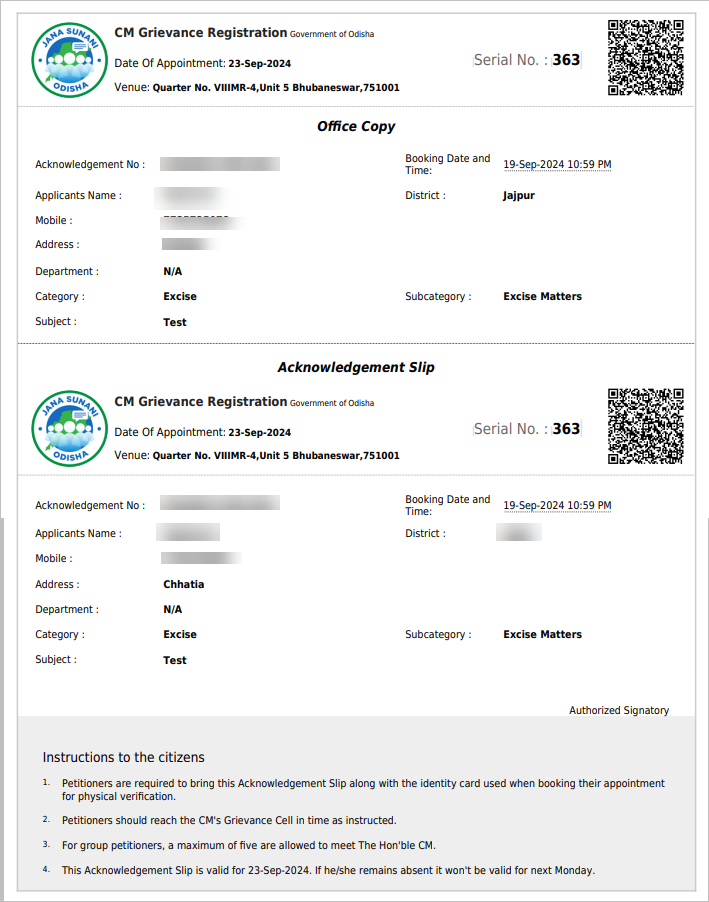 JANA SUNANI
ODISHA
CM Grievance Registration Government of Odisha
Date Of Appointment: 23-Sep-2024
Venue: Quarter No. VIIIMR-4,Unit 5 Bhubaneswar,751001
Serial No. : 363
Office Copy
Acknowledgement No :
Booking Date and Time: 19-Sep-2024 10:59 PM
Applicants Name :
District : Jajpur
Mobile :
Address :
Department : N/A
Category : Excise
Subcategory : Excise Matters
Subject : Test
Acknowledgement Slip
JANA SUNANI
ODISHA
CM Grievance Registration Government of Odisha
Date Of Appointment: 23-Sep-2024
Venue: Quarter No. VIIIMR-4,Unit 5 Bhubaneswar,751001
Serial No. : 363
Acknowledgement No :
Booking Date and Time: 19-Sep-2024 10:59 PM
Applicants Name :
District :
Mobile :
Address : Chhatia
Department : N/A
Category : Excise
Subcategory : Excise Matters
Subject : Test
Authorized Signatory
Instructions to the citizens
1. Petitioners are required to bring this Acknowledgement Slip along with the identity card used when booking their appointment
for physical verification.
2. Petitioners should reach the CM's Grievance Cell in time as instructed.
3. For group petitioners, a maximum of five are allowed to meet The Hon'ble CM.
4. This Acknowledgement Slip is valid for 23-Sep-2024. If he/she remains absent it won't be valid for next Monday.